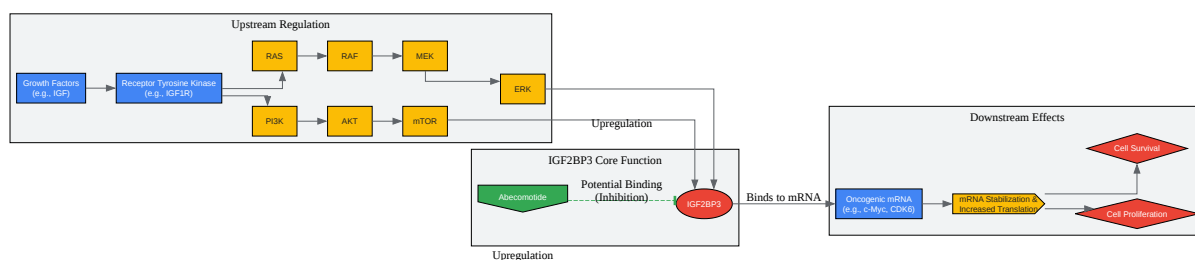 Upstream Regulation
Growth Factors
(e.g., IGF)
Receptor Tyrosine Kinase
(e.g., IGF1R)
RAS
RAF
MEK
ERK
PI3K
AKT
mTOR
Upregulation
IGF2BP3 Core Function
Abecomotide
Potential Binding
(Inhibition)
IGF2BP3
Upregulation
Binds to mRNA
Downstream Effects
Oncogenic mRNA
(e.g., c-Myc, CDK6)
mRNA Stabilization &
Increased Translation
Cell Survival
Cell Proliferation